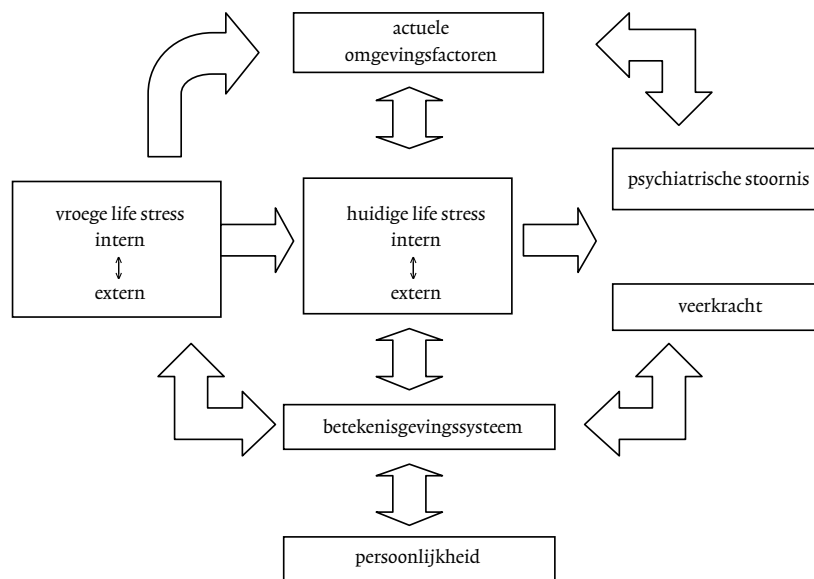 actuele
omgevingsfactoren
vroege life stress
intern
extern
huidige life stress
intern
extern
psychiatrische stoornis
veerkracht
betekenisgevingssysteem
persoonlijkheid